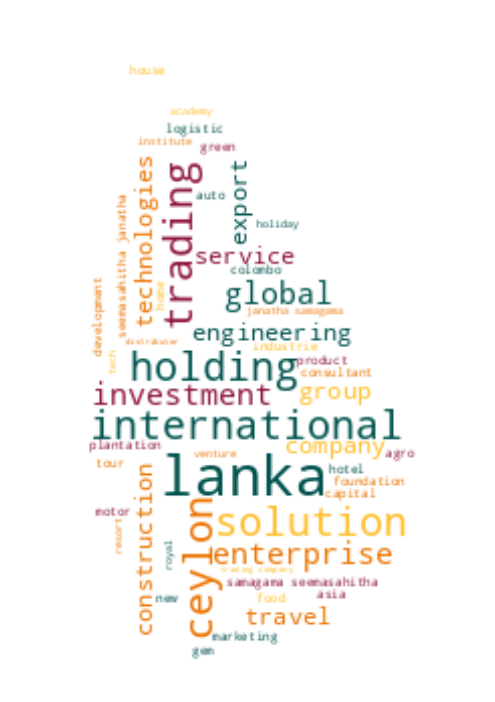 house
academy
logistic
institute
green
technologies
trading
export
auto
seemasahitha janatha
holiday
service
colombo
development
home
global
janatha samagama
engineering
distributor
industrie
tech
holding
product
consultant
investment
group
international
plantation
company
agro
venture
tour
lanka
hotel
foundation
capital
construction
ceylon
motor
solution
resort
royal
enterprise
trading company
samagama seemasahitha
new
food
asia
travel
marketing
gem